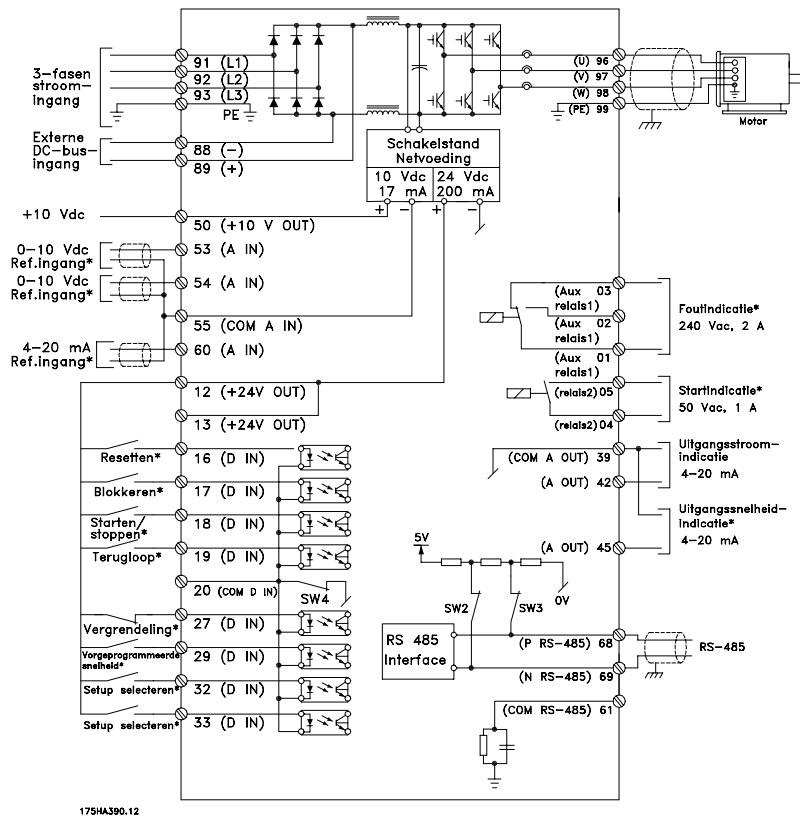 91 (L1)
92 (L2)
93 (L3)
PE
3-fasen
stroom-
ingang
Externe
DC-bus-
ingang
88 (-)
89 (+)
+10 Vdc
50 (+10 V OUT)
0-10 Vdc
Ref.ingang*
53 (A IN)
0-10 Vdc
Ref.ingang*
54 (A IN)
55 (COM A IN)
4-20 mA
Ref.ingang*
60 (A IN)
12 (+24V OUT)
13 (+24V OUT)
Resetten*
16 (D IN)
Blokkeren*
17 (D IN)
Starten/
stoppen*
18 (D IN)
Terugloop*
19 (D IN)
20 (COM D IN)
SW4
Vergrendeling*
27 (D IN)
Voorgeprogrammeerde
snelheid*
29 (D IN)
Setup selecteren*
32 (D IN)
Setup selecteren*
33 (D IN)
Schakelstand
Netvoeding
10 Vdc
17 mA
24 Vdc
200 mA
+ - + -
(U) 96
(V) 97
(W) 98
(PE) 99
Motor
(Aux 03
relais1)
(Aux 02
relais1)
(Aux 01
relais1)
Foutindicatie*
240 Vac, 2 A
(relais2) 05
(relais2) 04
Startindicatie*
50 Vac, 1 A
(COM A OUT) 39
(A OUT) 42
Uitgangsstroom-
indicatie
4-20 mA
Uitgangssnelheid-
indicatie*
4-20 mA
(A OUT) 45
5V
0V
SW2
SW3
RS 485
Interface
(P RS-485) 68
(N RS-485) 69
RS-485
(COM RS-485) 61
175HA390.12